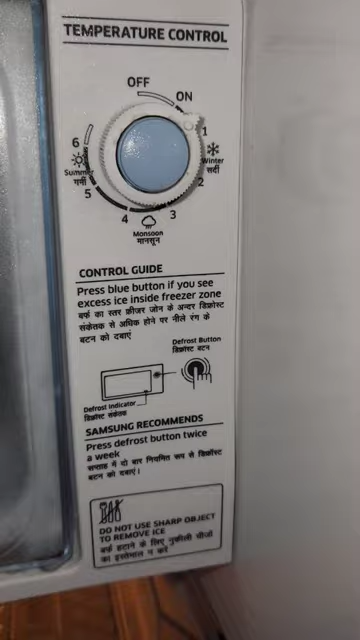 TEMPERATURE CONTROL
OFF
ON
1
Winter
सर्दी
2
3
Monsoon
मानसून
4
5
Summer
गर्मी
6
CONTROL GUIDE
Press blue button if you see
excess ice inside freezer zone
बर्फ का स्तर फ्रीजर जोन के अन्दर डिफ्रोस्ट
संकेतक से अधिक होने पर नीले रंग के
बटन को दबाएं
Defrost Button
डिफ्रोस्ट बटन
Defrost Indicator
डिफ्रोस्ट संकेतक
SAMSUNG RECOMMENDS
Press defrost button twice
a week
सप्ताह में दो बार नियमित रूप से डिफ्रोस्ट
बटन को दबाएं।
DO NOT USE SHARP OBJECT
TO REMOVE ICE
बर्फ हटाने के लिए नुकीली चीजों
का इस्तेमाल न करें